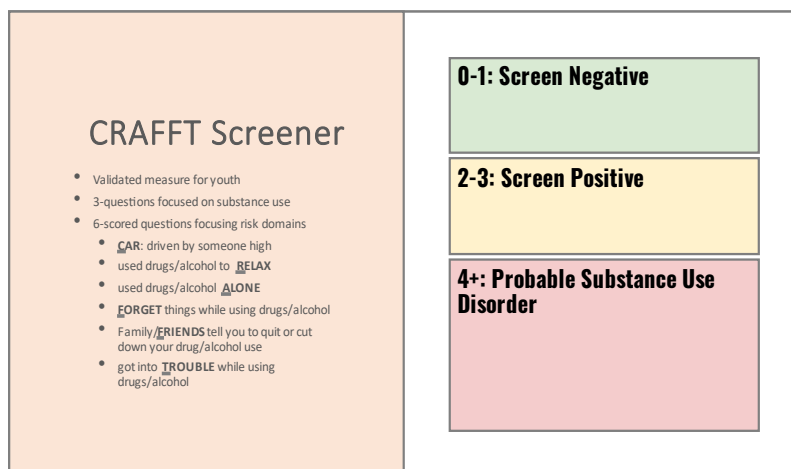 CRAFFT Screener
• Validated measure for youth
• 3-questions focused on substance use
• 6-scored questions focusing risk domains
• CAR: driven by someone high
• used drugs/alcohol to RELAX
• used drugs/alcohol ALONE
• FORGET things while using drugs/alcohol
• Family/FRIENDS tell you to quit or cut
down your drug/alcohol use
• got into TROUBLE while using
drugs/alcohol
0-1: Screen Negative
2-3: Screen Positive
4+: Probable Substance Use
Disorder